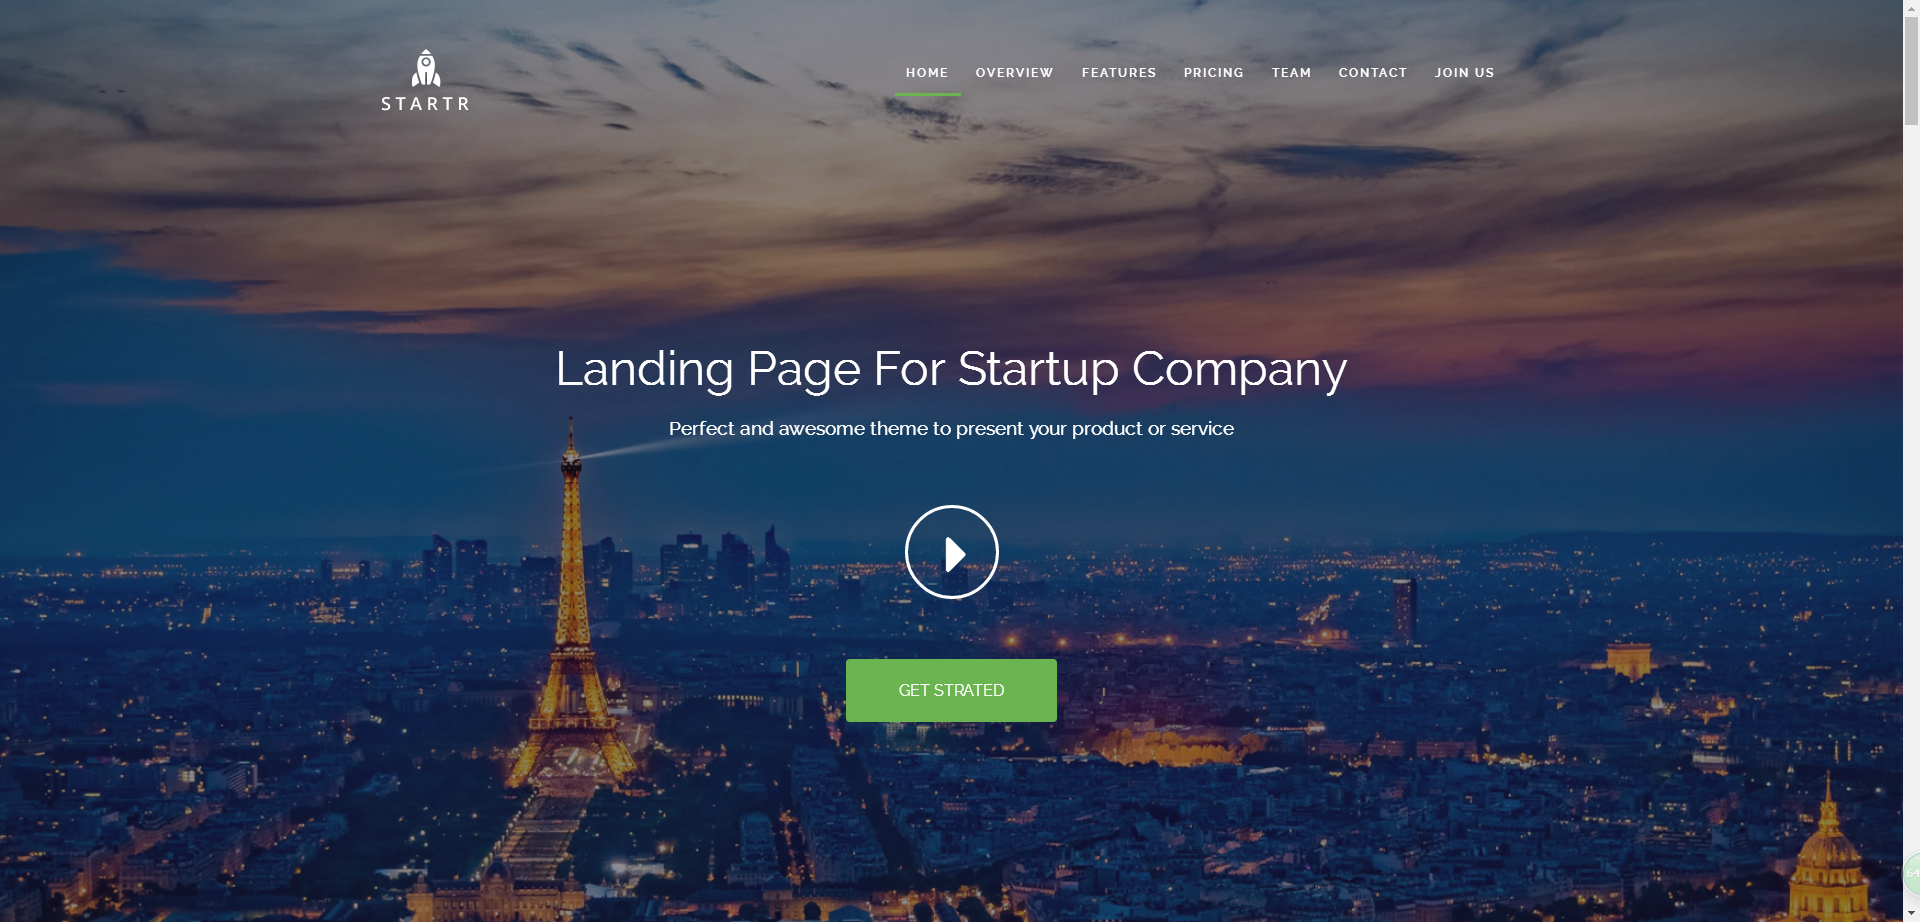 STARTR
HOME OVERVIEW FEATURES PRICING TEAM CONTACT JOIN US
Landing Page For Startup Company
Perfect and awesome theme to present your product or service
GET STRATED
64